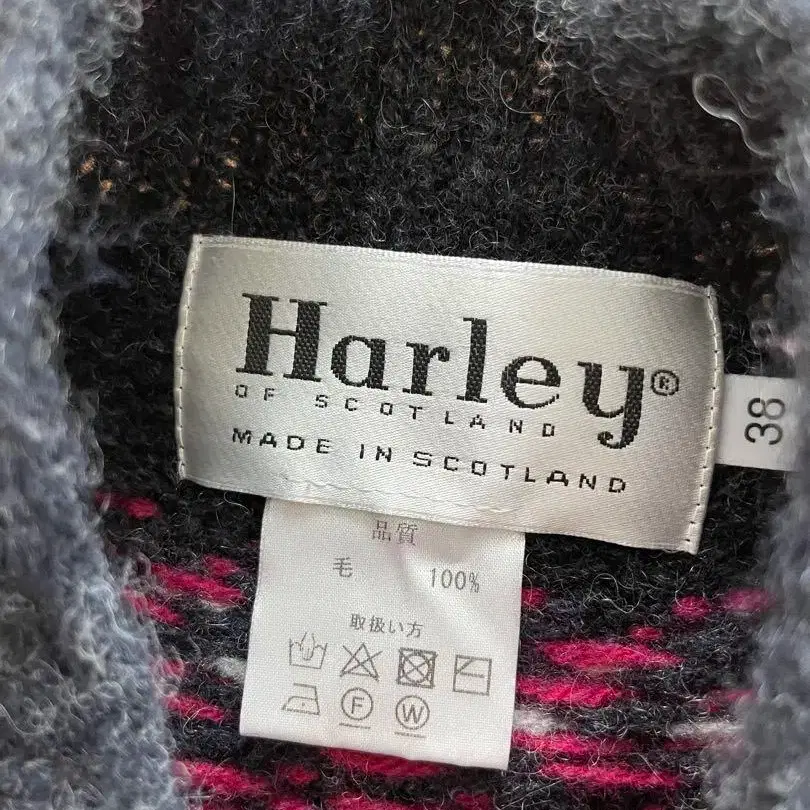 Harley®
OF SCOTLAND
MADE IN SCOTLAND
38
品質
毛 100%
取扱い方
F W